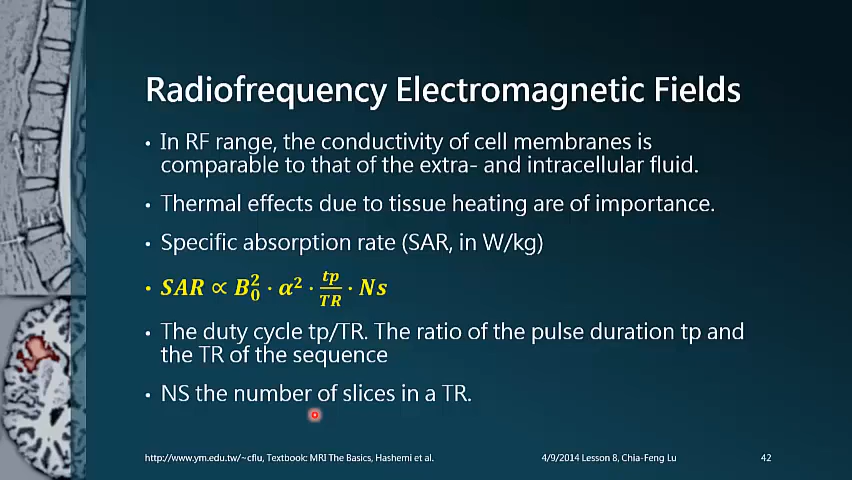 Radiofrequency Electromagnetic Fields
• In RF range, the conductivity of cell membranes is
comparable to that of the extra- and intracellular fluid.
• Thermal effects due to tissue heating are of importance.
• Specific absorption rate (SAR, in W/kg)
• SAR ∝ B₀² · α² · tp/TR · Ns
• The duty cycle tp/TR. The ratio of the pulse duration tp and
the TR of the sequence
• NS the number of slices in a TR.
http://www.ym.edu.tw/~cflu, Textbook: MRI The Basics, Hashemi et al. 4/9/2014 Lesson 8, Chia-Feng Lu 42